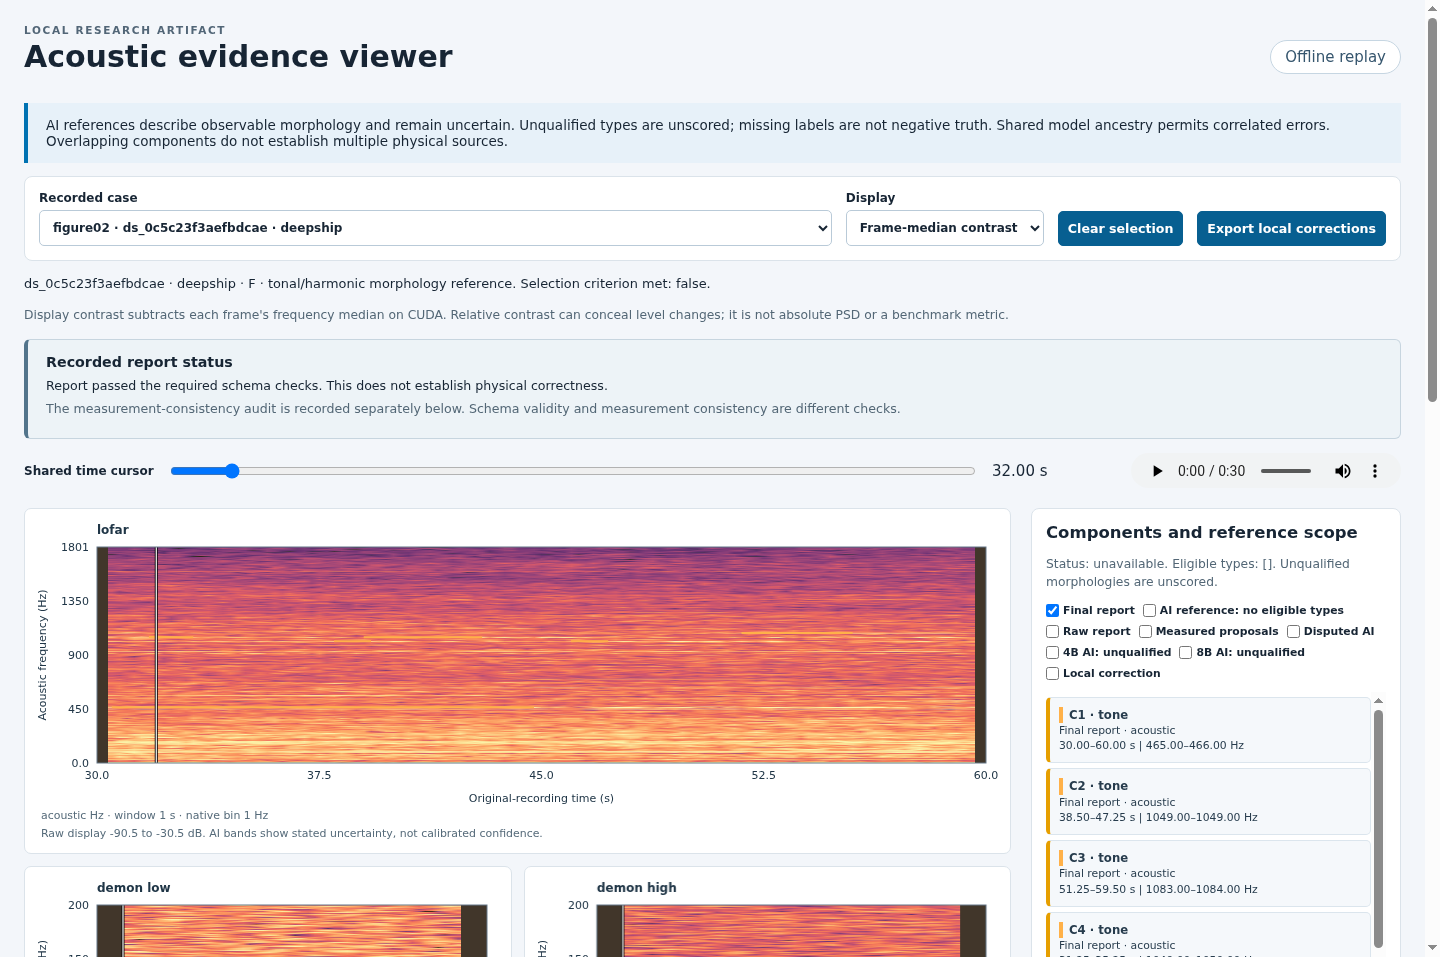 LOCAL RESEARCH ARTIFACT
Acoustic evidence viewer
Offline replay
AI references describe observable morphology and remain uncertain. Unqualified types are unscored; missing labels are not negative truth. Shared model ancestry permits correlated errors.
Overlapping components do not establish multiple physical sources.
Recorded case
Display
figure02 · ds_0c5c23f3aefbdcae · deepship
Frame-median contrast
Clear selection
Export local corrections
ds_0c5c23f3aefbdcae · deepship · F · tonal/harmonic morphology reference. Selection criterion met: false.
Display contrast subtracts each frame's frequency median on CUDA. Relative contrast can conceal level changes; it is not absolute PSD or a benchmark metric.
Recorded report status
Report passed the required schema checks. This does not establish physical correctness.
The measurement-consistency audit is recorded separately below. Schema validity and measurement consistency are different checks.
Shared time cursor
32.00 s
0:00 / 0:30
lofar
1801
1350
900
450
0.0
Acoustic frequency (Hz)
30.0
37.5
45.0
52.5
60.0
Original-recording time (s)
acoustic Hz · window 1 s · native bin 1 Hz
Raw display -90.5 to -30.5 dB. AI bands show stated uncertainty, not calibrated confidence.
Components and reference scope
Status: unavailable. Eligible types: []. Unqualified
morphologies are unscored.
Final report
AI reference: no eligible types
Raw report
Measured proposals
Disputed AI
4B AI: unqualified
8B AI: unqualified
Local correction
C1 · tone
Final report · acoustic
30.00–60.00 s | 465.00–466.00 Hz
C2 · tone
Final report · acoustic
38.50–47.25 s | 1049.00–1049.00 Hz
C3 · tone
Final report · acoustic
51.25–59.50 s | 1083.00–1084.00 Hz
C4 · tone
Final report · acoustic
demon low
200
Hz)
demon high
200
Hz)